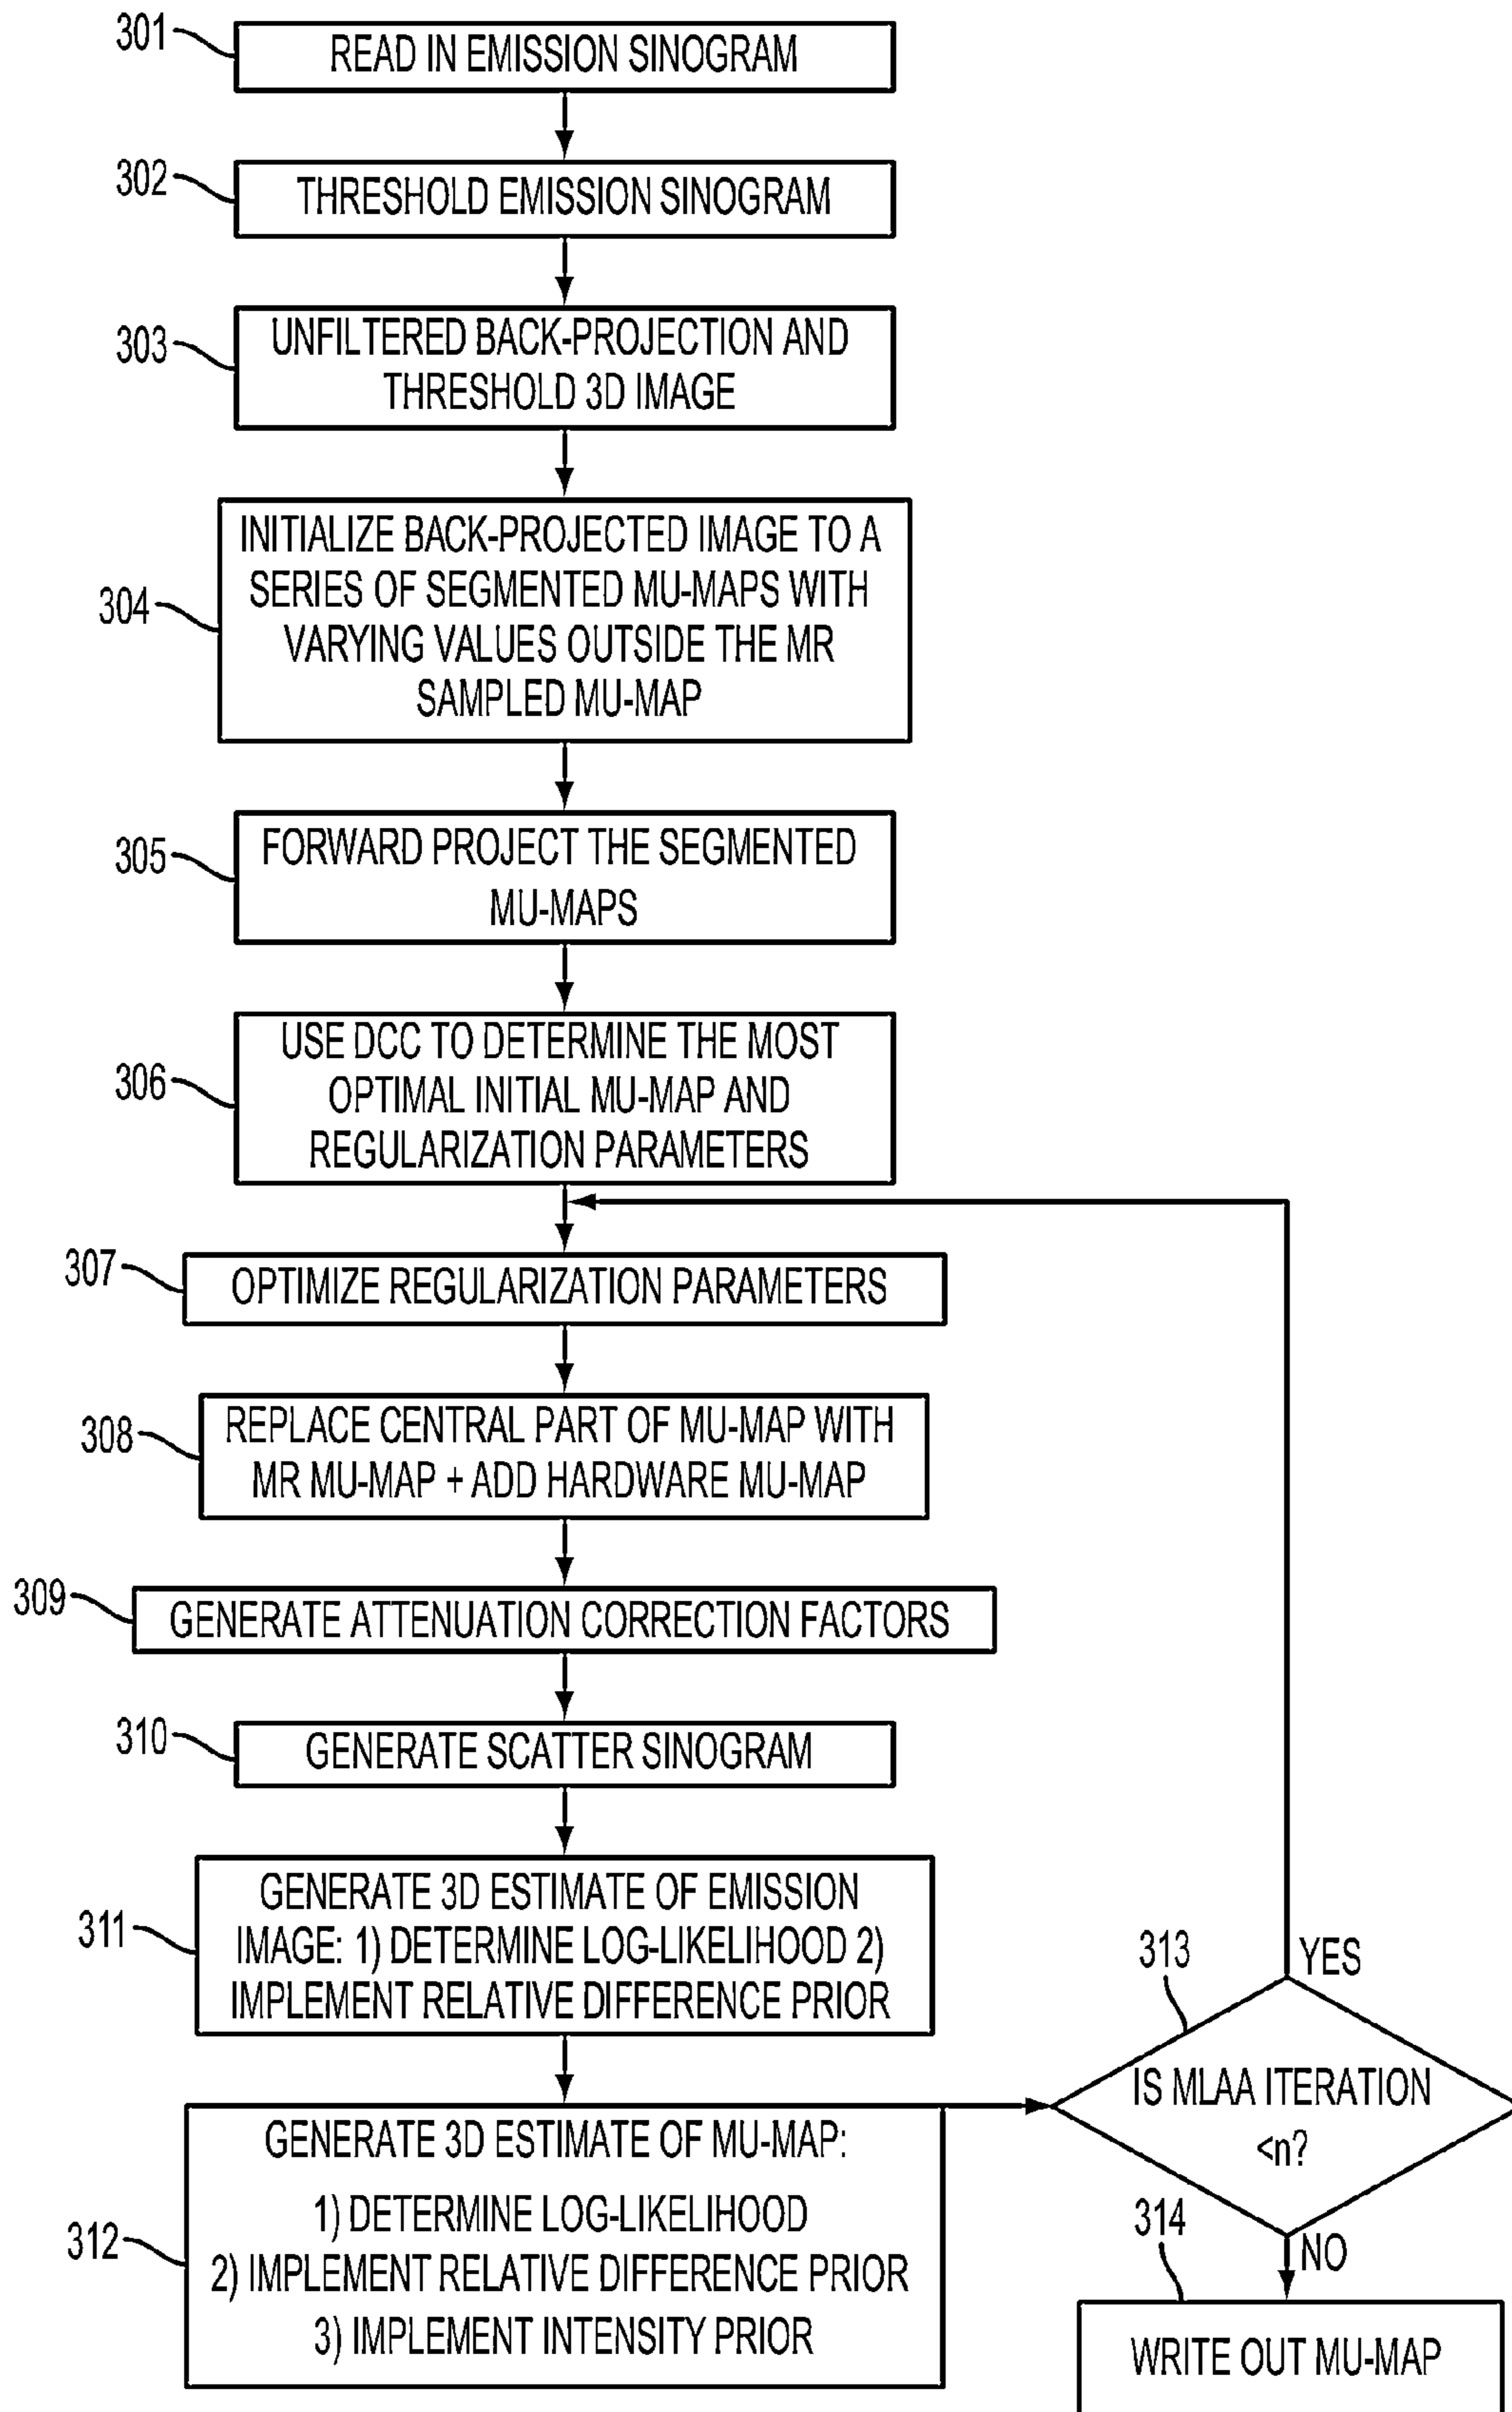 301
READ IN EMISSION SINOGRAM
302
THRESHOLD EMISSION SINOGRAM
303
UNFILTERED BACK-PROJECTION AND
THRESHOLD 3D IMAGE
304
INITIALIZE BACK-PROJECTED IMAGE TO A
SERIES OF SEGMENTED MU-MAPS WITH
VARYING VALUES OUTSIDE THE MR
SAMPLED MU-MAP
305
FORWARD PROJECT THE SEGMENTED
MU-MAPS
306
USE DCC TO DETERMINE THE MOST
OPTIMAL INITIAL MU-MAP AND
REGULARIZATION PARAMETERS
307
OPTIMIZE REGULARIZATION PARAMETERS
308
REPLACE CENTRAL PART OF MU-MAP WITH
MR MU-MAP + ADD HARDWARE MU-MAP
309
GENERATE ATTENUATION CORRECTION FACTORS
310
GENERATE SCATTER SINOGRAM
311
GENERATE 3D ESTIMATE OF EMISSION
IMAGE: 1) DETERMINE LOG-LIKELIHOOD 2)
IMPLEMENT RELATIVE DIFFERENCE PRIOR
312
GENERATE 3D ESTIMATE OF MU-MAP:
1) DETERMINE LOG-LIKELIHOOD
2) IMPLEMENT RELATIVE DIFFERENCE PRIOR
3) IMPLEMENT INTENSITY PRIOR
313
YES
IS MLAA ITERATION
<n?
NO
314
WRITE OUT MU-MAP